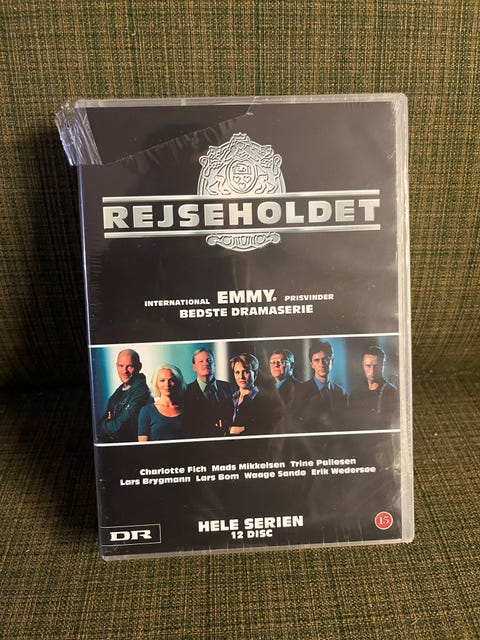 REJSEHOLDET
INTERNATIONAL EMMY® PRISVINDER
BEDSTE DRAMASERIE
Charlotte Fich Mads Mikkelsen Trine Pallesen
Lars Brygmann Lars Bom Waage Sandø Erik Wedersøe
HELE SERIEN
12 DISC
15
DR